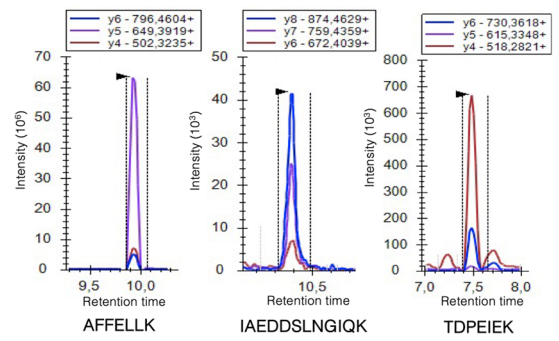 y6 - 796,4604+
y5 - 649,3919+
y4 - 502,3235+
70
60
50
40
30
20
10
0
Intensity (10⁶)
9,5
10,0
Retention time
AFFELLK
y8 - 874,4629+
y7 - 759,4359+
y6 - 672,4039+
50
40
30
20
10
0
Intensity (10³)
10,5
Retention time
IAEDDSLNGIQK
y6 - 730,3618+
y5 - 615,3348+
y4 - 518,2821+
800
700
600
500
400
300
200
100
0
Intensity (10³)
7,0
7,5
8,0
Retention time
TDPEIEK